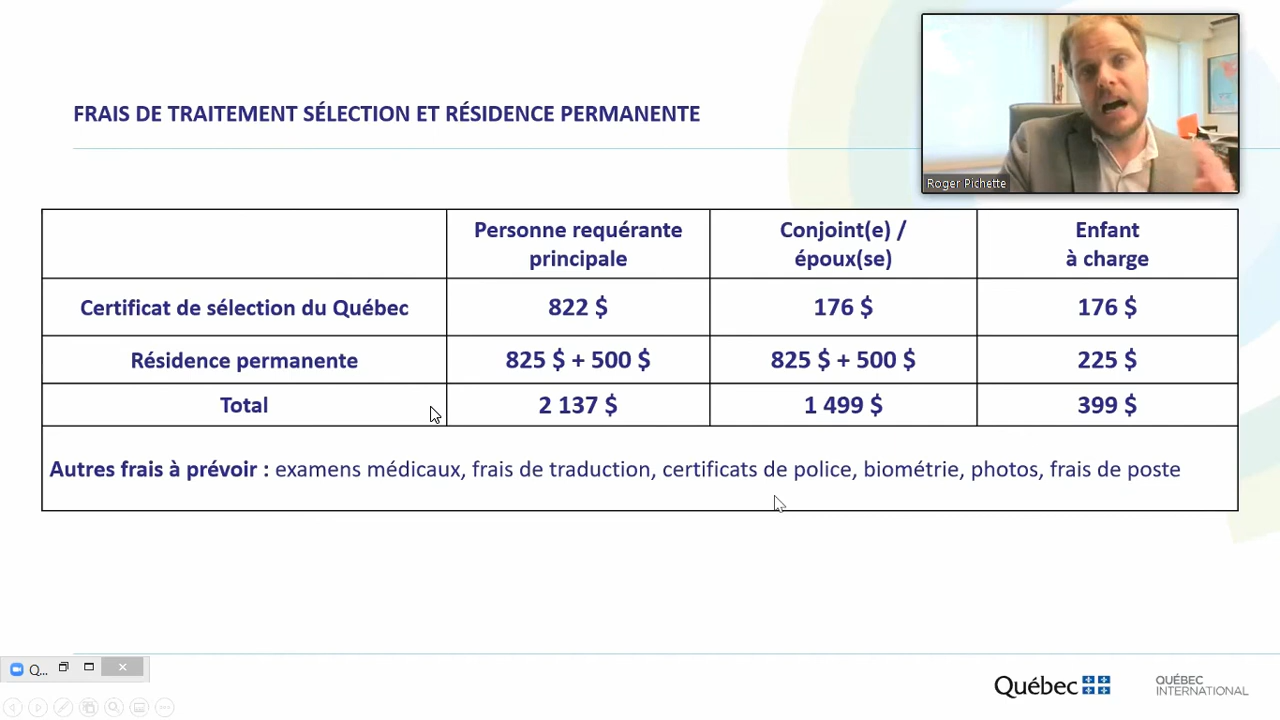 FRAIS DE TRAITEMENT SÉLECTION ET RÉSIDENCE PERMANENTE
Roger Pichette
Personne requérante principale
Conjoint(e) / époux(se)
Enfant à charge
Certificat de sélection du Québec
822 $
176 $
176 $
Résidence permanente
825 $ + 500 $
825 $ + 500 $
225 $
Total
2 137 $
1 499 $
399 $
Autres frais à prévoir : examens médicaux, frais de traduction, certificats de police, biométrie, photos, frais de poste
Q...
Québec
QUÉBEC
INTERNATIONAL